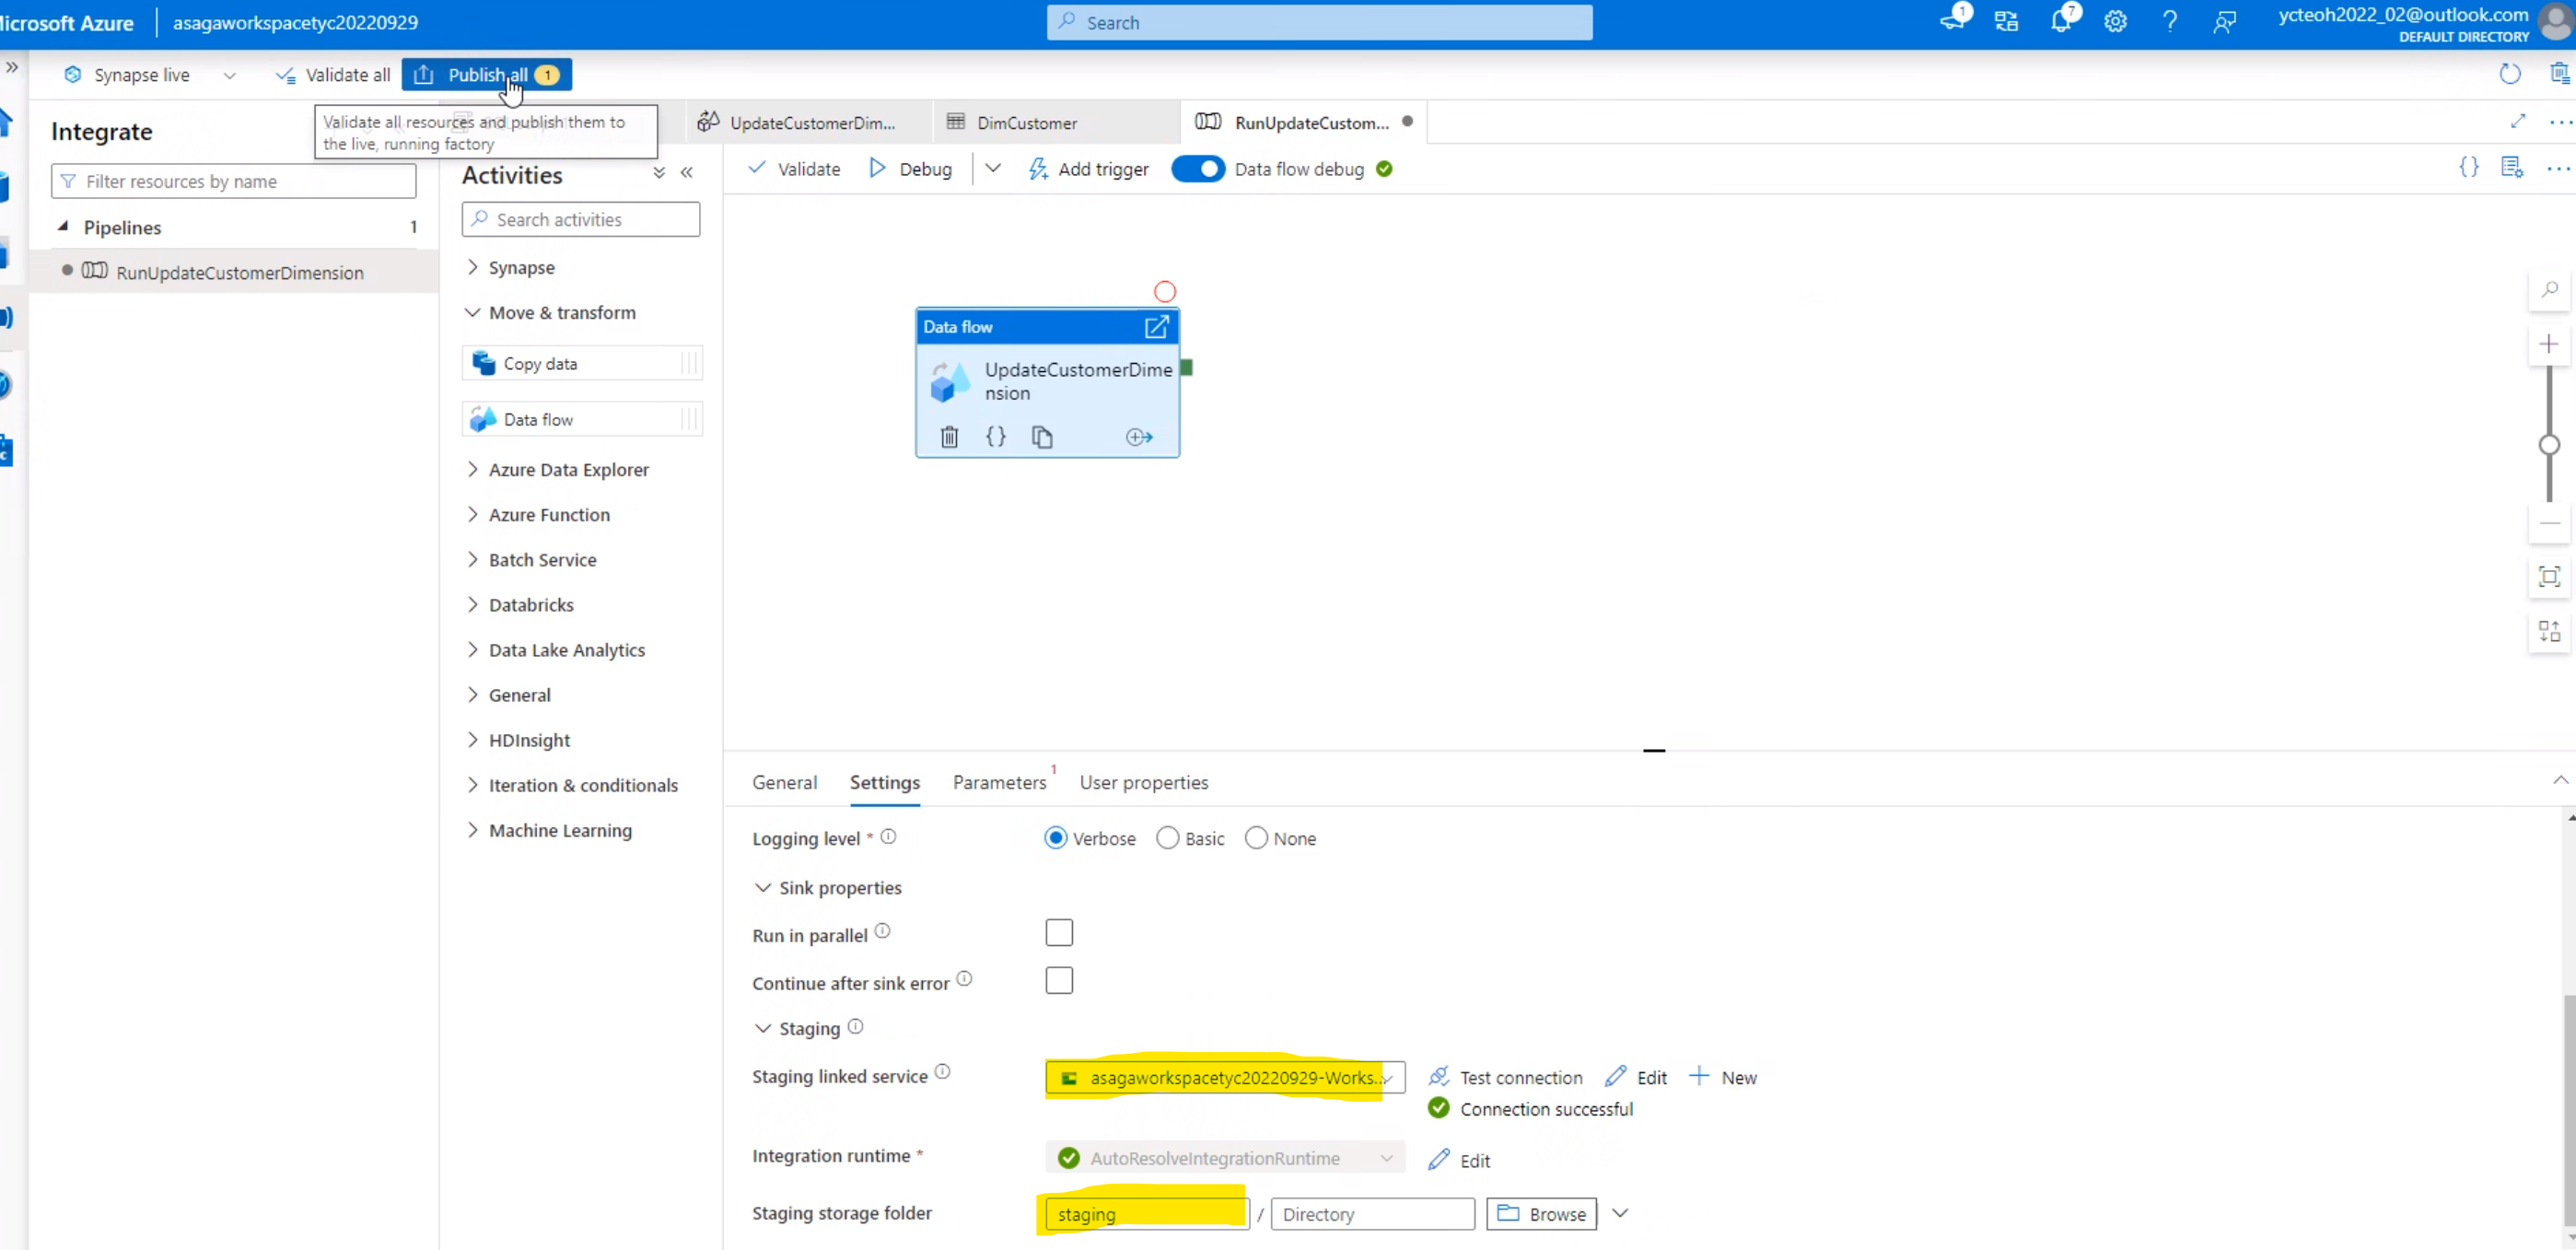 Microsoft Azure
asagaworkspacetyc20220929
Search
1
7
ycteoh2022_02@outlook.com
DEFAULT DIRECTORY
Synapse live
Validate all
Publish all
1
Validate all resources and publish them to
the live, running factory
UpdateCustomerDim...
DimCustomer
RunUpdateCustom...
Integrate
Filter resources by name
Pipelines
1
RunUpdateCustomerDimension
Activities
Search activities
Synapse
Move & transform
Copy data
Data flow
Azure Data Explorer
Azure Function
Batch Service
Databricks
Data Lake Analytics
General
HDInsight
Iteration & conditionals
Machine Learning
Validate
Debug
Add trigger
Data flow debug
Data flow
UpdateCustomerDime
nsion
General
Settings
Parameters 1
User properties
Logging level *
Verbose
Basic
None
Sink properties
Run in parallel
Continue after sink error
Staging
Staging linked service
asagaworkspacetyc20220929-Works...
Test connection
Edit
New
Connection successful
Integration runtime *
AutoResolveIntegrationRuntime
Edit
Staging storage folder
staging
/
Directory
Browse